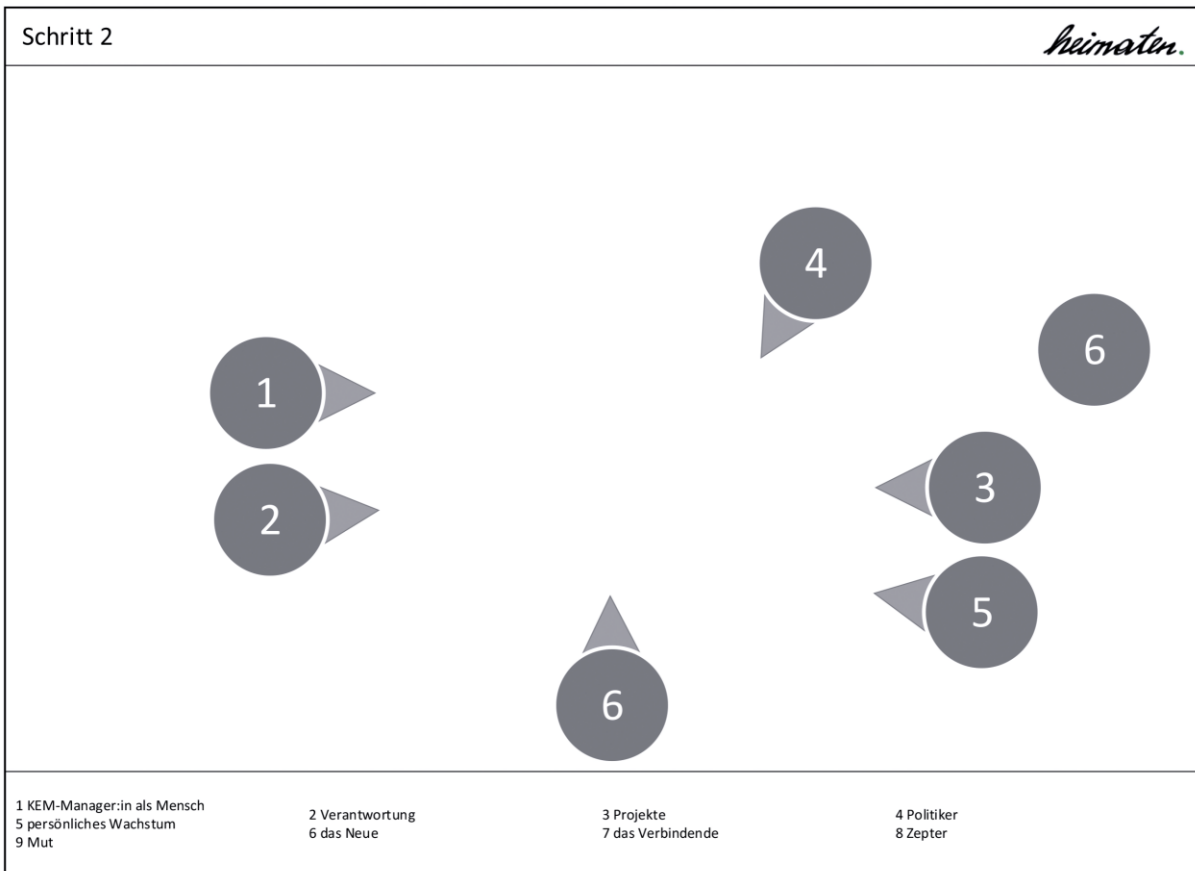 Schritt 2
heimaten.
4
6
1
3
2
5
6
1 KEM-Manager:in als Mensch
5 persönliches Wachstum
9 Mut
2 Verantwortung
6 das Neue
3 Projekte
7 das Verbindende
4 Politiker
8 Zepter